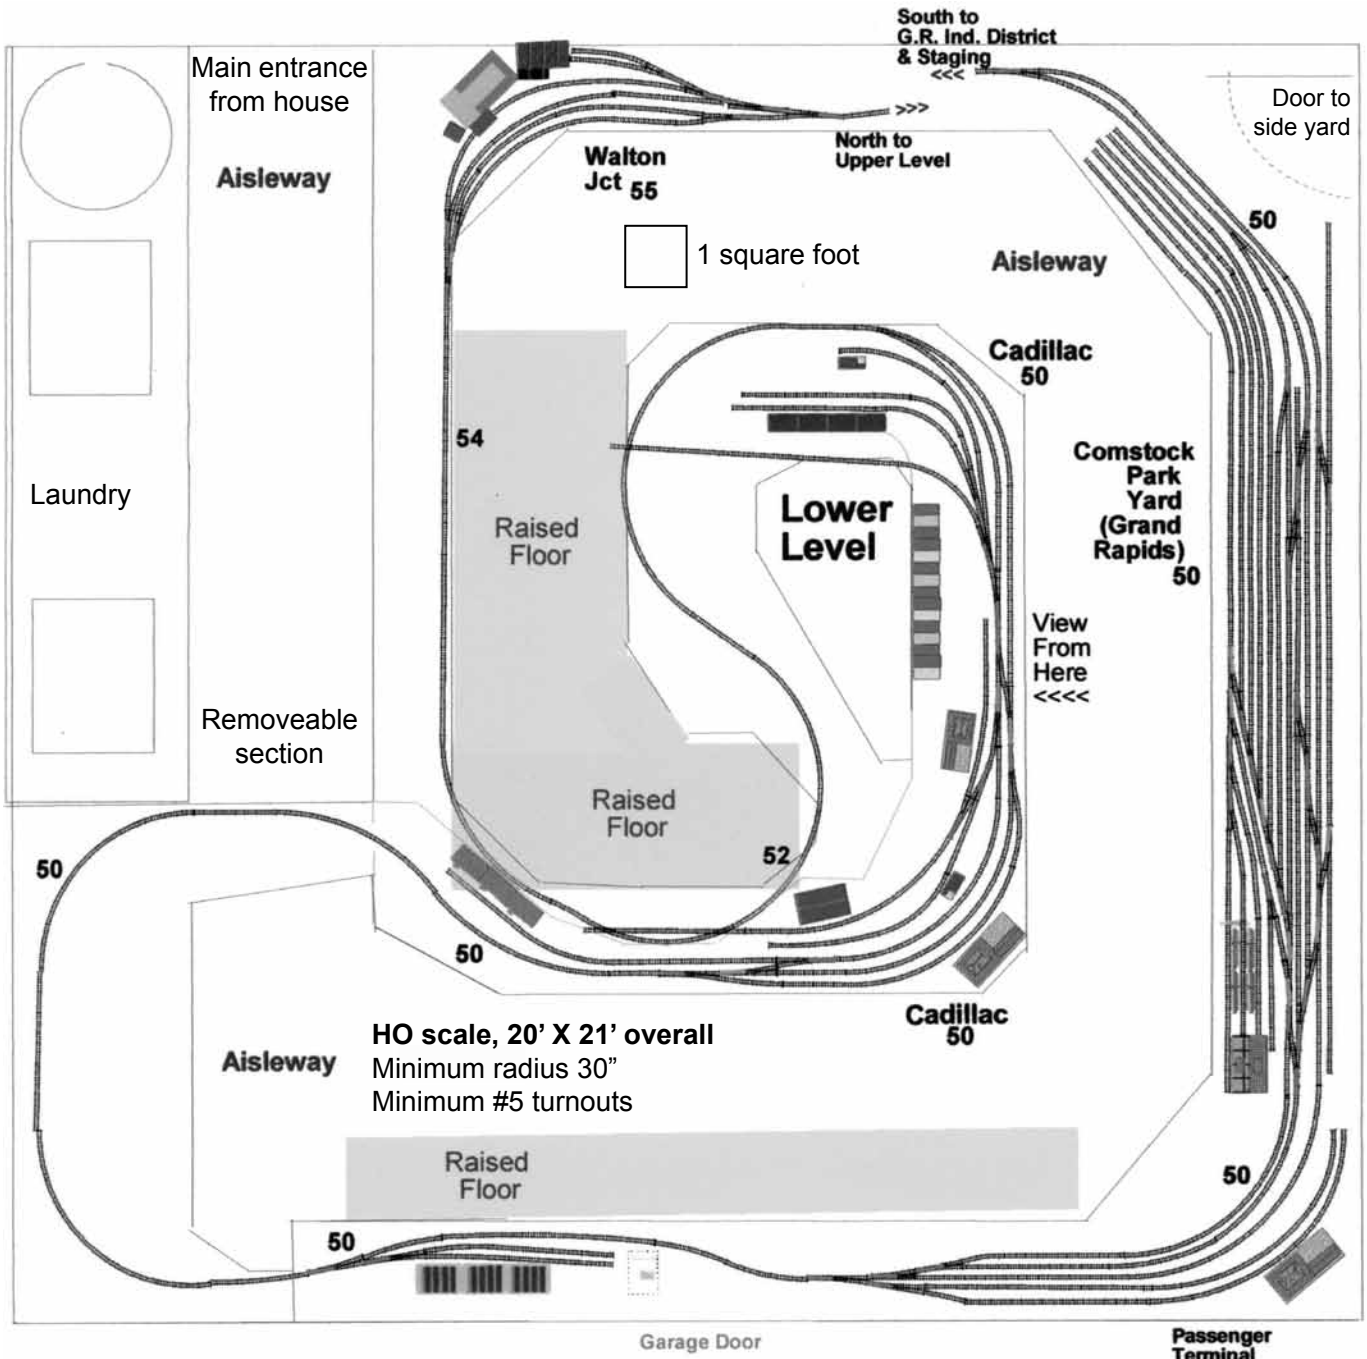 South to
G.R. Ind. District
& Staging
<<<
Main entrance
from house
Aisleway
>>>
North to
Upper Level
Door to
side yard
Walton
Jct 55
50
1 square foot
Aisleway
Cadillac
50
54
Comstock
Park
Yard
(Grand
Rapids)
50
Laundry
Lower
Level
Raised
Floor
View
From
Here
<<<<
Removeable
section
Raised
Floor
52
50
50
Cadillac
50
HO scale, 20’ X 21’ overall
Minimum radius 30”
Minimum #5 turnouts
Aisleway
Raised
Floor
50
50
Garage Door
Passenger
Terminal